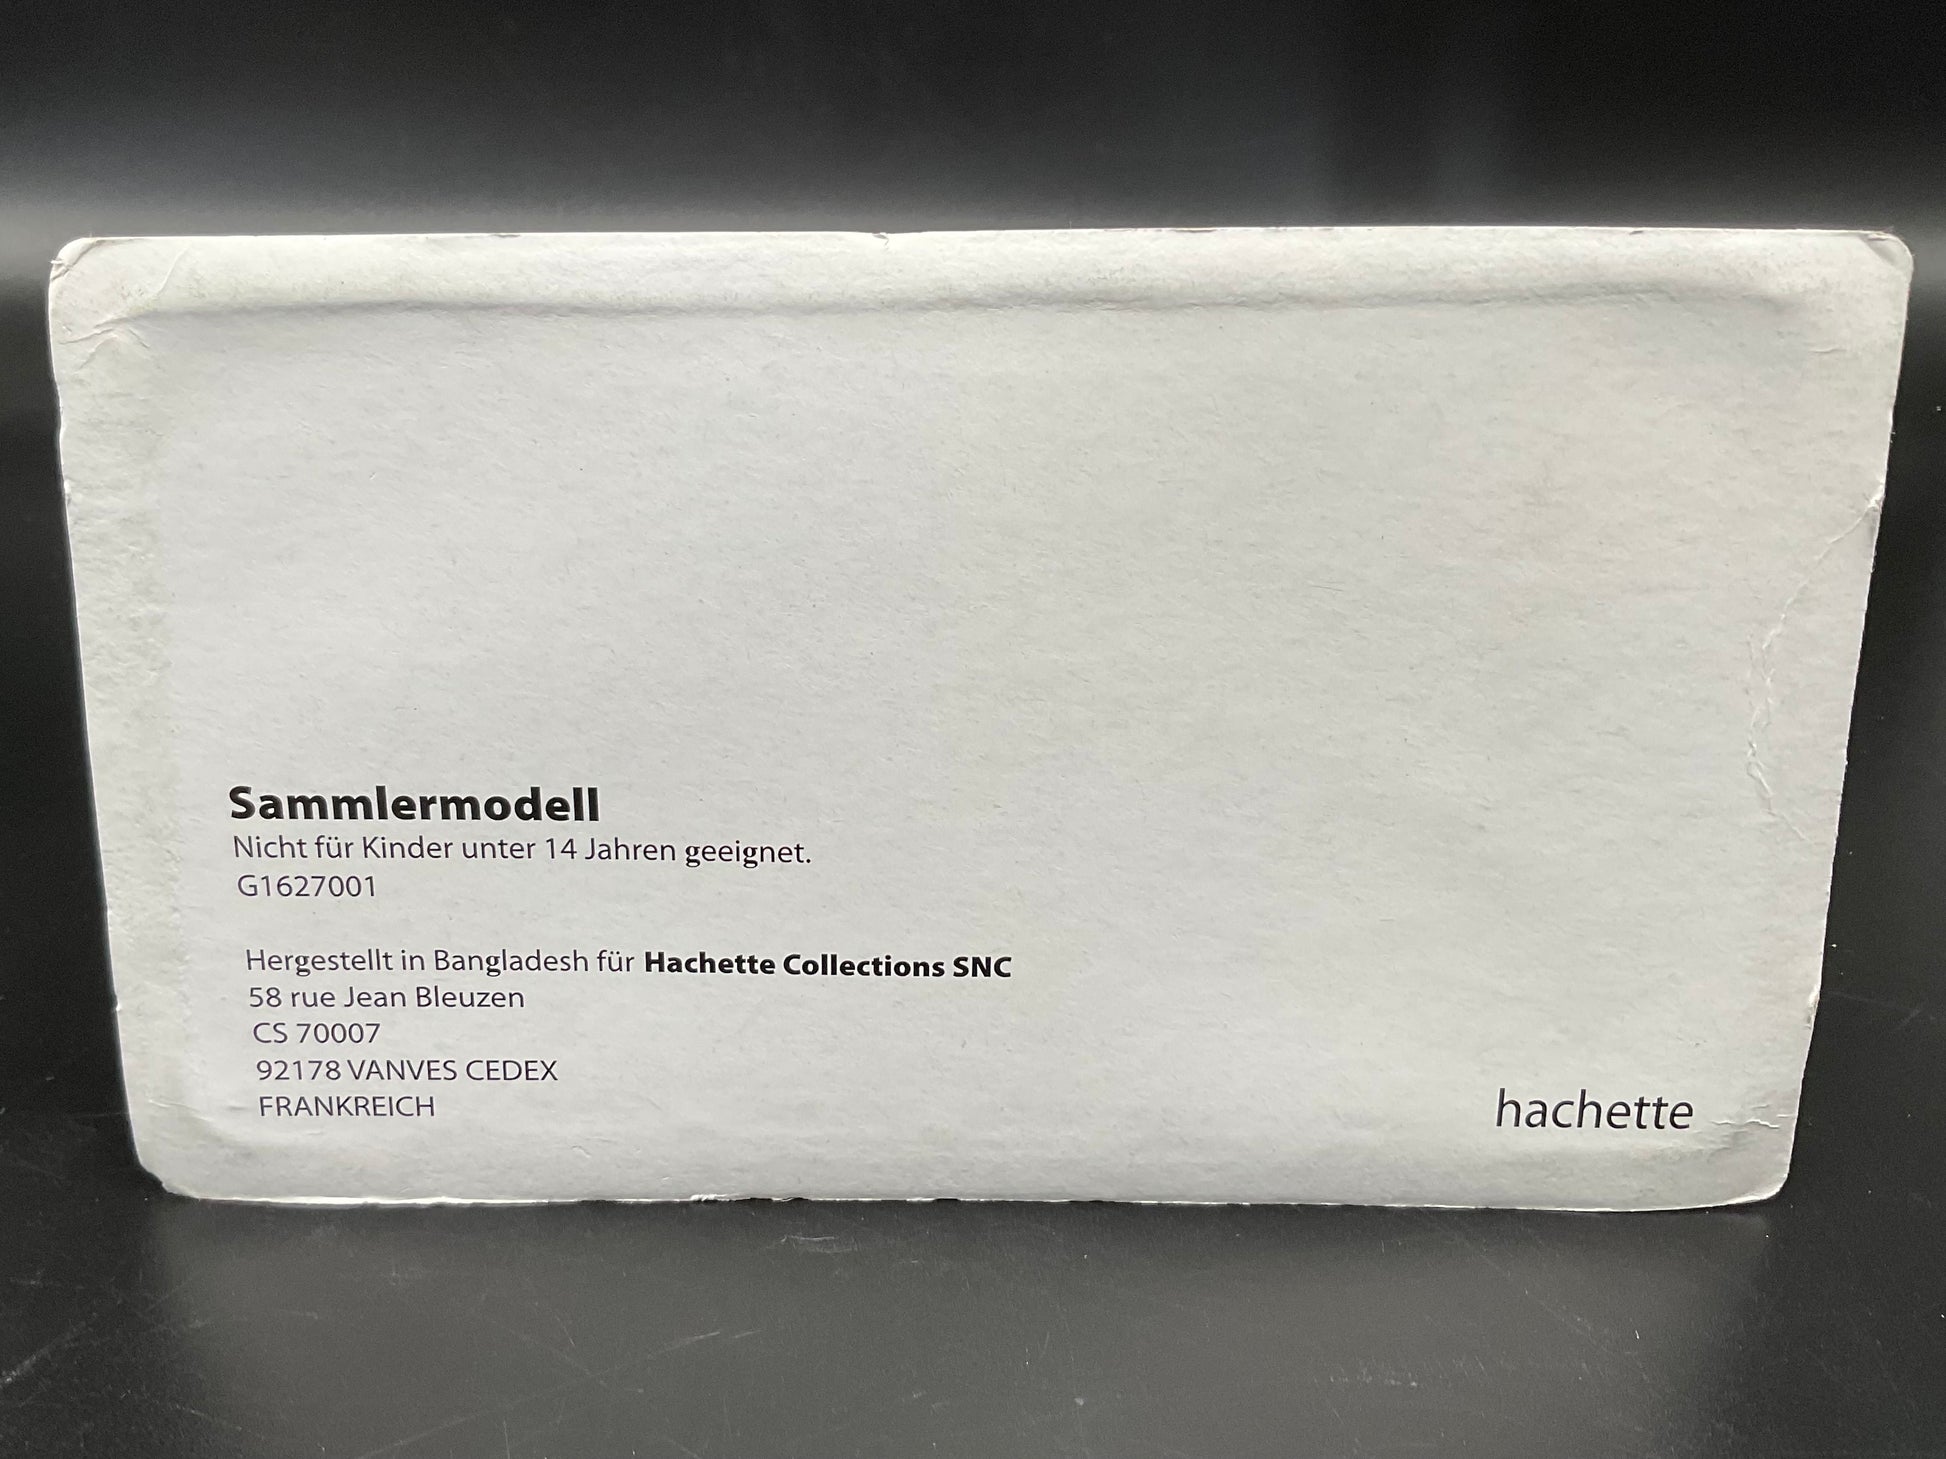 Sammlermodell
Nicht für Kinder unter 14 Jahren geeignet.
G1627001
Hergestellt in Bangladesh für Hachette Collections SNC
58 rue Jean Bleuzen
CS 70007
92178 VANVES CEDEX
FRANKREICH
hachette